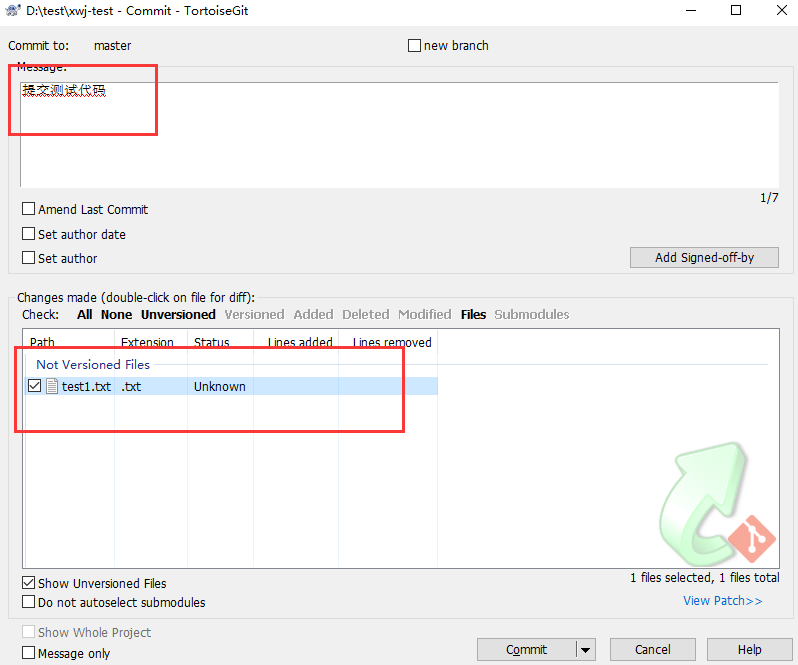 D:\test\xwj-test - Commit - TortoiseGit
Commit to: master new branch
Message:
提交测试代码
1/7
Amend Last Commit
Set author date
Set author
Add Signed-off-by
Changes made (double-click on file for diff):
Check: All None Unversioned Versioned Added Deleted Modified Files Submodules
Path Extension Status Lines added Lines removed
Not Versioned Files
test1.txt .txt Unknown
Show Unversioned Files
1 files selected, 1 files total
Do not autoselect submodules
View Patch>>
Show Whole Project
Message only
Commit Cancel Help